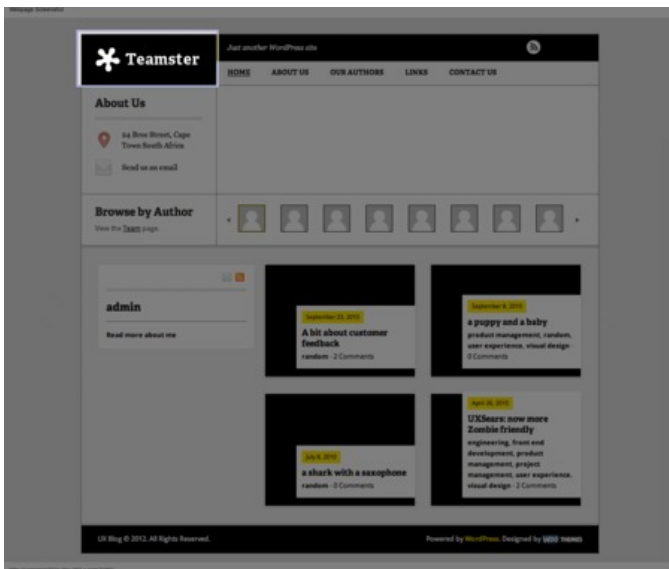 Webpage Screenshot
Teamster
Just another WordPress site
HOME ABOUT US OUR AUTHORS LINKS CONTACT US
About Us
24 Bree Street, Cape
Town South Africa
Send us an email
Browse by Author
View the Team page.
admin
Read more about me
September 23, 2010
A bit about customer
feedback
random - 2 Comments
September 8, 2010
a puppy and a baby
product management, random,
user experience, visual design -
0 Comments
July 8, 2010
a shark with a saxophone
random - 0 Comments
April 26, 2010
UXSears: now more
Zombie friendly
engineering, front end
development, product
management, project
management, user experience,
visual design - 2 Comments
UX Blog © 2012. All Rights Reserved.
Powered by WordPress. Designed by WOO THEMES